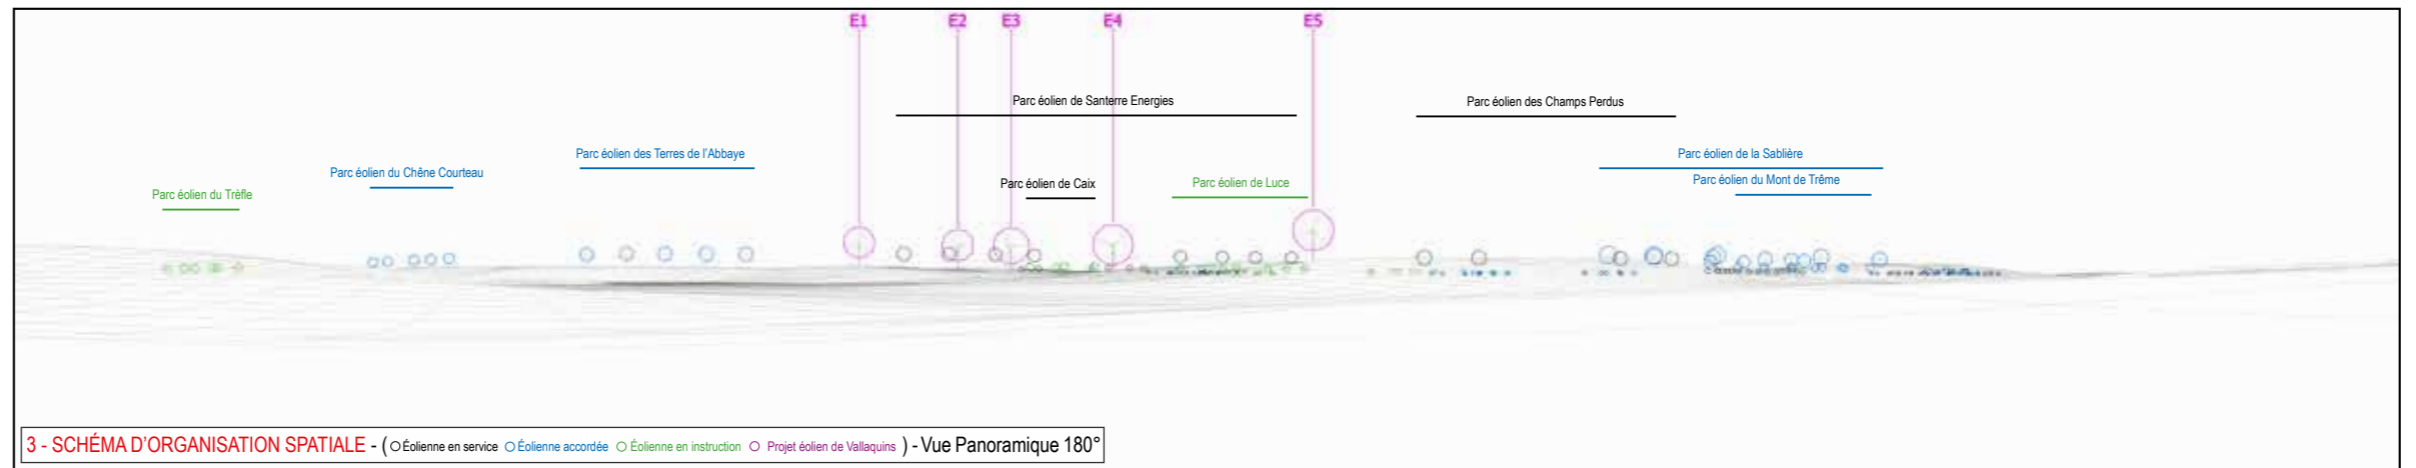 E1 E2 E3 E4 E5
Parc éolien de Santerre Energies
Parc éolien des Champs Perdus
Parc éolien des Terres de l'Abbaye
Parc éolien de la Sablière
Parc éolien du Chêne Courteau
Parc éolien de Caix
Parc éolien de Luce
Parc éolien du Mont de Trême
Parc éolien du Trèfle
3 - SCHÉMA D'ORGANISATION SPATIALE - ( Éolienne en service Éolienne accordée Éolienne en instruction Projet éolien de Vallaquins ) - Vue Panoramique 180°